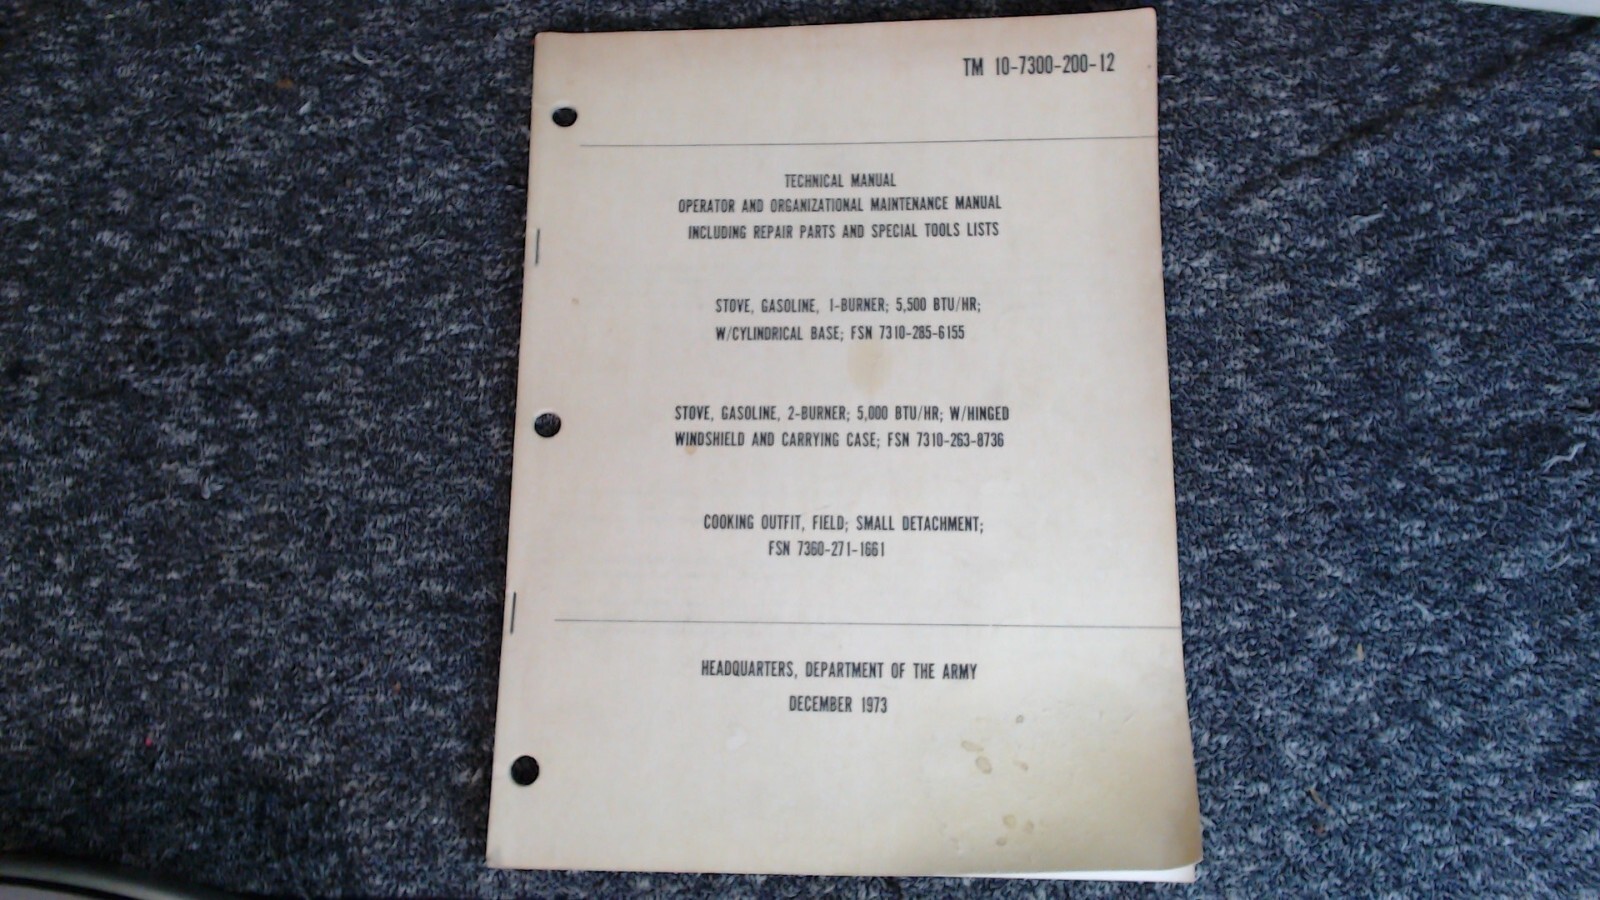 TM 10-7300-200-12
TECHNICAL MANUAL
OPERATOR AND ORGANIZATIONAL MAINTENANCE MANUAL
INCLUDING REPAIR PARTS AND SPECIAL TOOLS LISTS
STOVE, GASOLINE, 1-BURNER; 5,500 BTU/HR;
W/CYLINDRICAL BASE; FSN 7310-285-6155
STOVE, GASOLINE, 2-BURNER; 5,000 BTU/HR; W/HINGED
WINDSHIELD AND CARRYING CASE; FSN 7310-263-8736
COOKING OUTFIT, FIELD; SMALL DETACHMENT;
FSN 7360-271-1661
HEADQUARTERS, DEPARTMENT OF THE ARMY
DECEMBER 1973